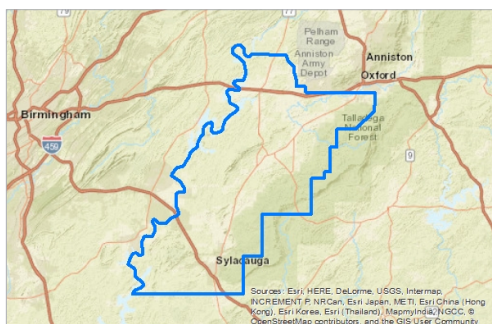 79
77
Pelham
Range
Anniston
Army
Depot
Anniston
Oxford
Birmingham
459
Talladega
National
Forest
9
Sylacauga
Sources: Esri, HERE, DeLorme, USGS, Intermap,
INCREMENT P, NRCan, Esri Japan, METI, Esri China (Hong
Kong), Esri Korea, Esri (Thailand), MapmyIndia, NGCC, ©
OpenStreetMap contributors, and the GIS User Community